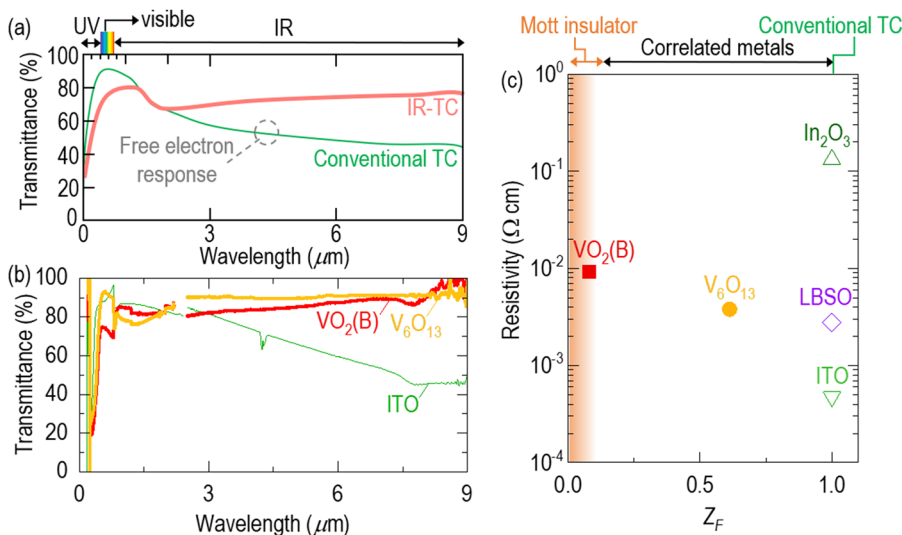 (a)
UV
visible
IR
100
80
60
40
80
20
0
Transmittance (%)
IR-TC
Free electron
response
Conventional TC
0
3
6
9
Wavelength (μm)
(b)
100
80
60
40
20
0
Transmittance (%)
VO₂(B)
V₆O₁₃
ITO
0
3
6
9
Wavelength (μm)
(c)
Mott insulator
Conventional TC
Correlated metals
10⁰
10⁻¹
10⁻²
10⁻³
10⁻⁴
Resistivity (Ω cm)
In₂O₃
VO₂(B)
V₆O₁₃
LBSO
ITO
0.0
0.5
1.0
Z_F